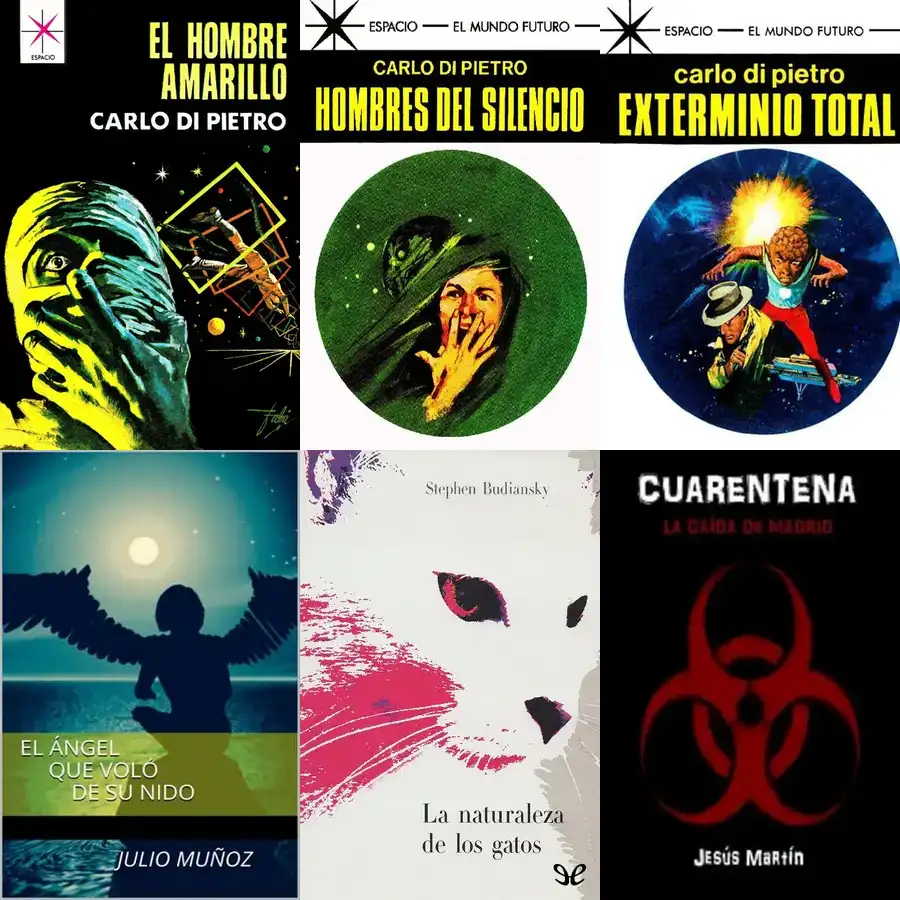 ESPACIO
EL HOMBRE
AMARILLO
CARLO DI PIETRO
Fabá
ESPACIO — EL MUNDO FUTURO
CARLO DI PIETRO
HOMBRES DEL SILENCIO
ESPACIO — EL MUNDO FUTURO
carlo di pietro
EXTERMINIO TOTAL
EL ÁNGEL
QUE VOLÓ
DE SU NIDO
JULIO MUÑOZ
Stephen Budiansky
La naturaleza
de los gatos
CUARENTENA
LA CAÍDA DE MADRID
JESÚS MARTÍN